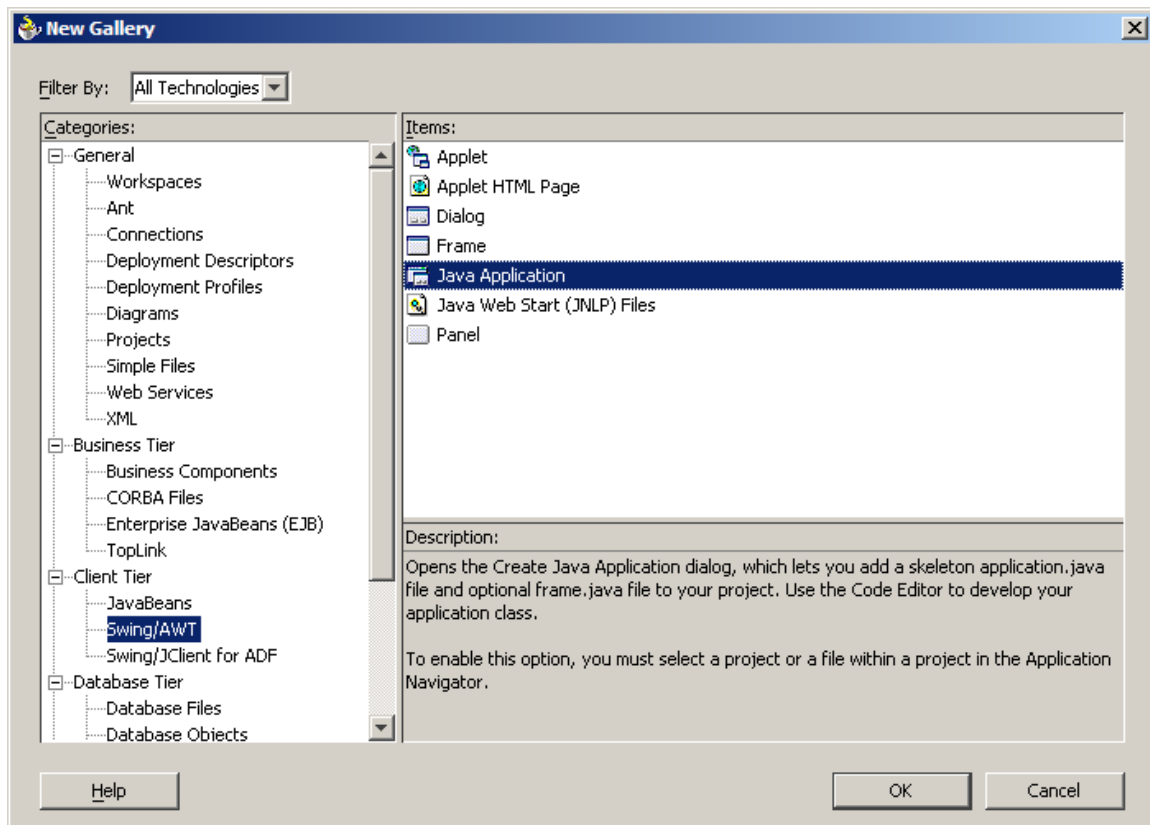 New Gallery
Filter By: All Technologies
Categories:
General
Workspaces
Ant
Connections
Deployment Descriptors
Deployment Profiles
Diagrams
Projects
Simple Files
Web Services
XML
Business Tier
Business Components
CORBA Files
Enterprise JavaBeans (EJB)
TopLink
Client Tier
JavaBeans
Swing/AWT
Swing/JClient for ADF
Database Tier
Database Files
Database Objects
Items:
Applet
Applet HTML Page
Dialog
Frame
Java Application
Java Web Start (JNLP) Files
Panel
Description:
Opens the Create Java Application dialog, which lets you add a skeleton application.java
file and optional frame.java file to your project. Use the Code Editor to develop your
application class.
To enable this option, you must select a project or a file within a project in the Application
Navigator.
Help
OK
Cancel